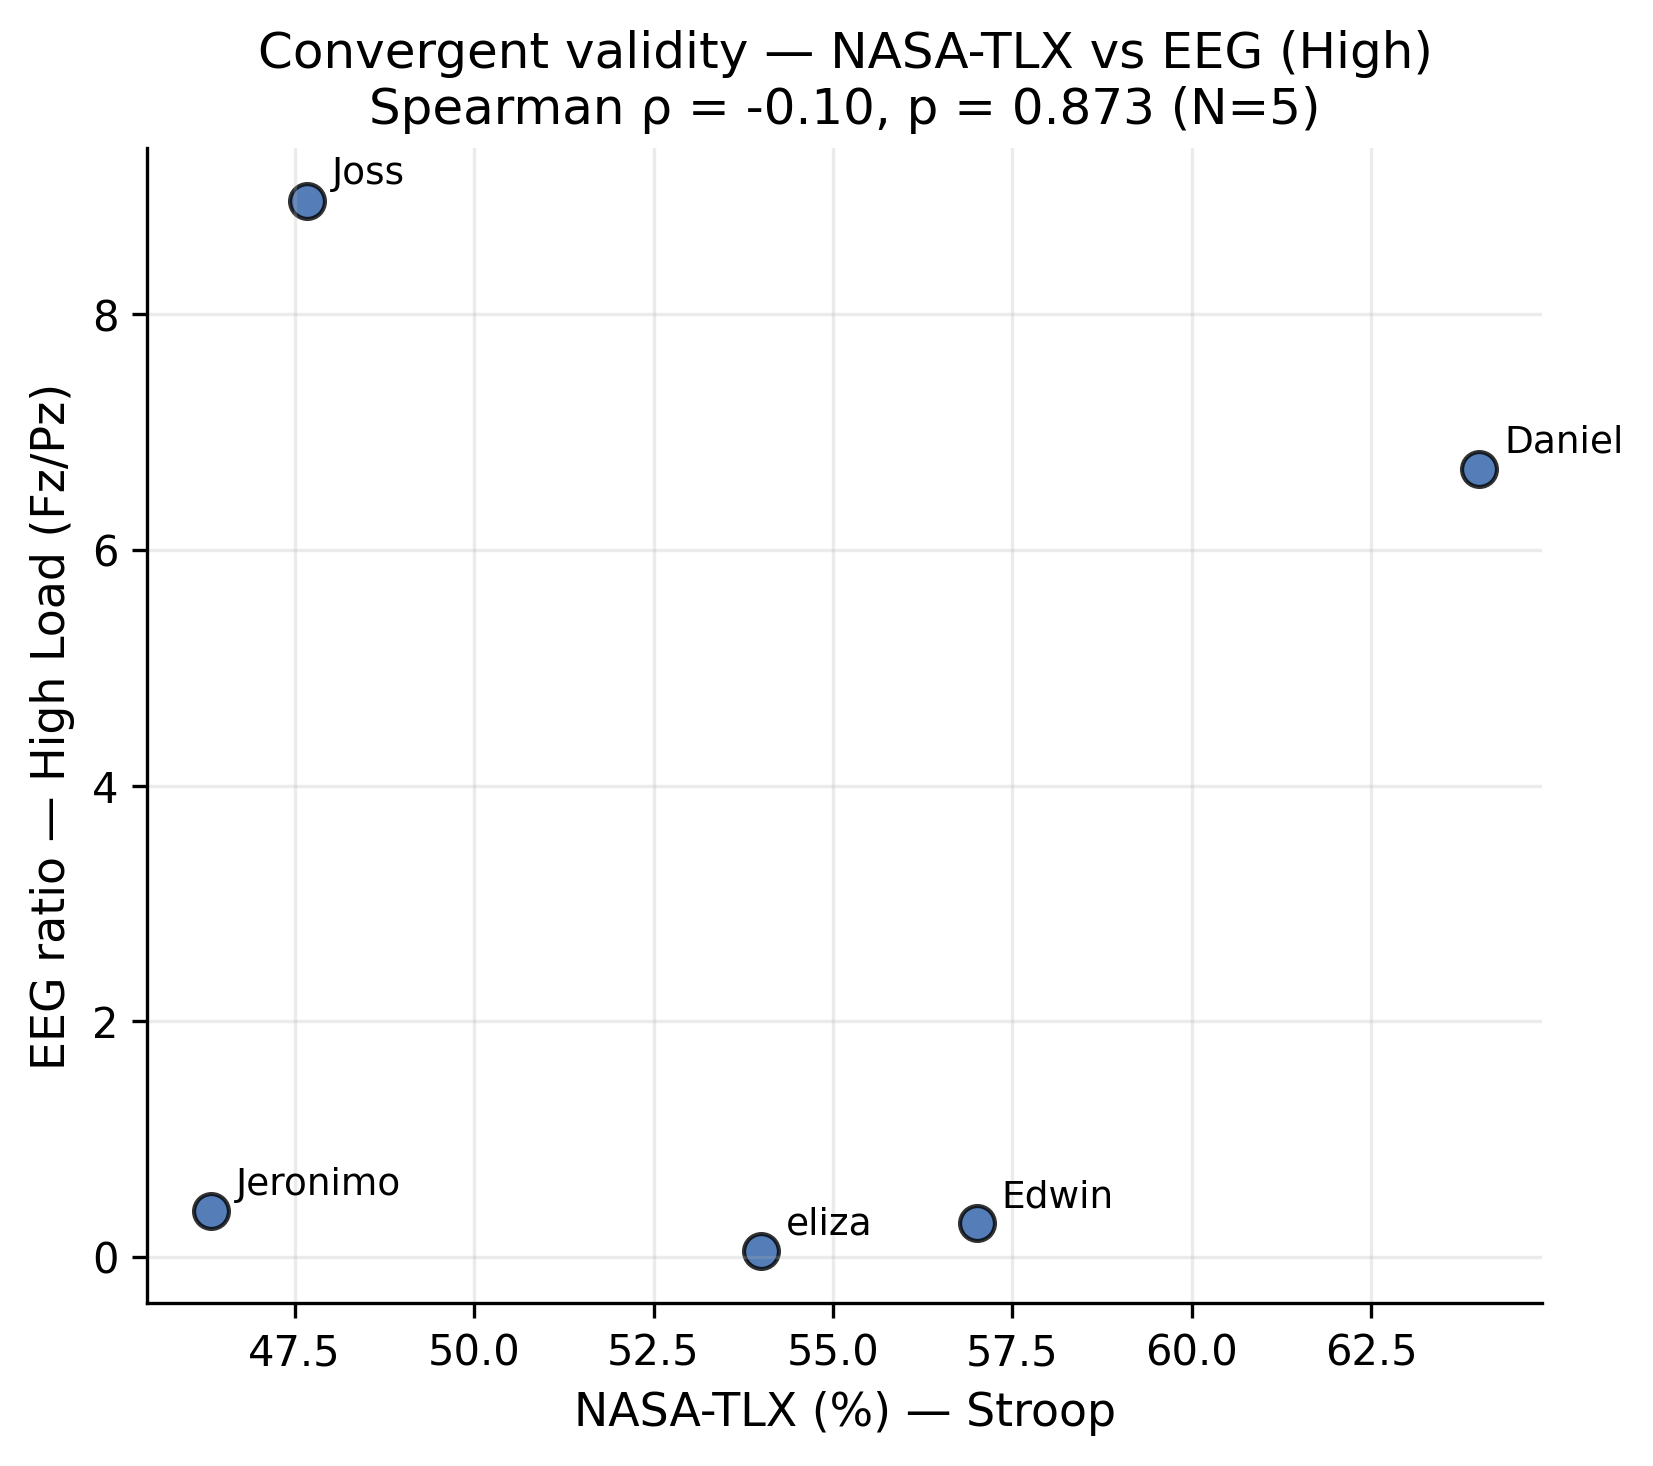 Convergent validity — NASA-TLX vs EEG (High)
Spearman ρ = -0.10, p = 0.873 (N=5)
Joss
Daniel
Jeronimo
eliza
Edwin
8
6
4
2
0
EEG ratio — High Load (Fz/Pz)
47.5 50.0 52.5 55.0 57.5 60.0 62.5
NASA-TLX (%) — Stroop